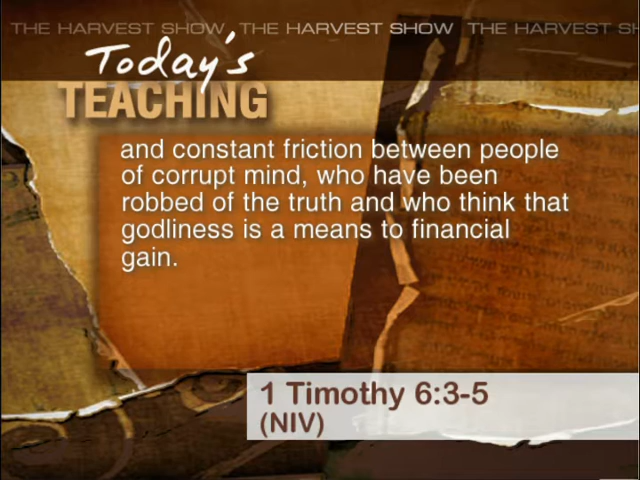 THE HARVEST SHOW THE HARVEST SHOW THE HARVEST SH
Today's
TEACHING
and constant friction between people
of corrupt mind, who have been
robbed of the truth and who think that
godliness is a means to financial
gain.
1 Timothy 6:3-5
(NIV)